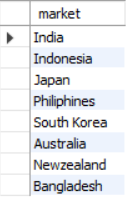 market
India
Indonesia
Japan
Philiphines
South Korea
Australia
Newzealand
Bangladesh